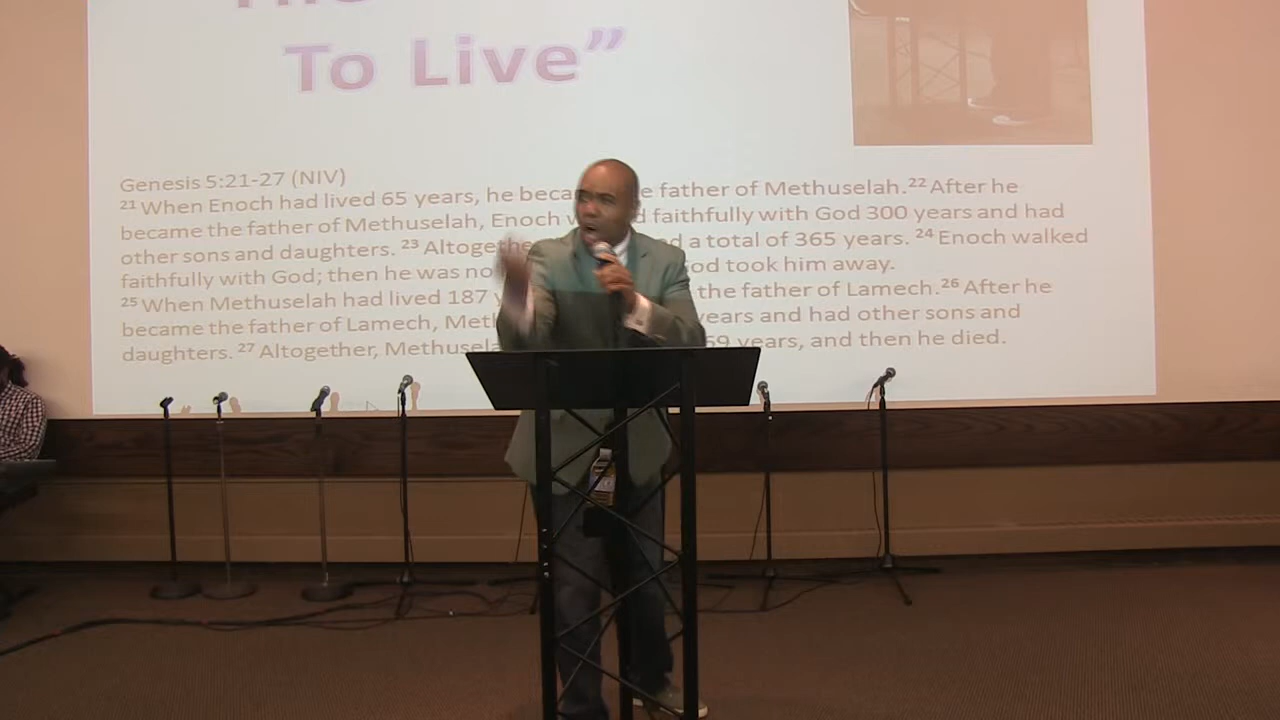 To Live”
Genesis 5:21-27 (NIV)
21 When Enoch had lived 65 years, he beca e father of Methuselah. 22 After he
became the father of Methuselah, Enoch w d faithfully with God 300 years and had
other sons and daughters. 23 Altogethe d a total of 365 years. 24 Enoch walked
faithfully with God; then he was no God took him away.
25 When Methuselah had lived 187 y the father of Lamech. 26 After he
became the father of Lamech, Met years and had other sons and
daughters. 27 Altogether, Methusela 69 years, and then he died.